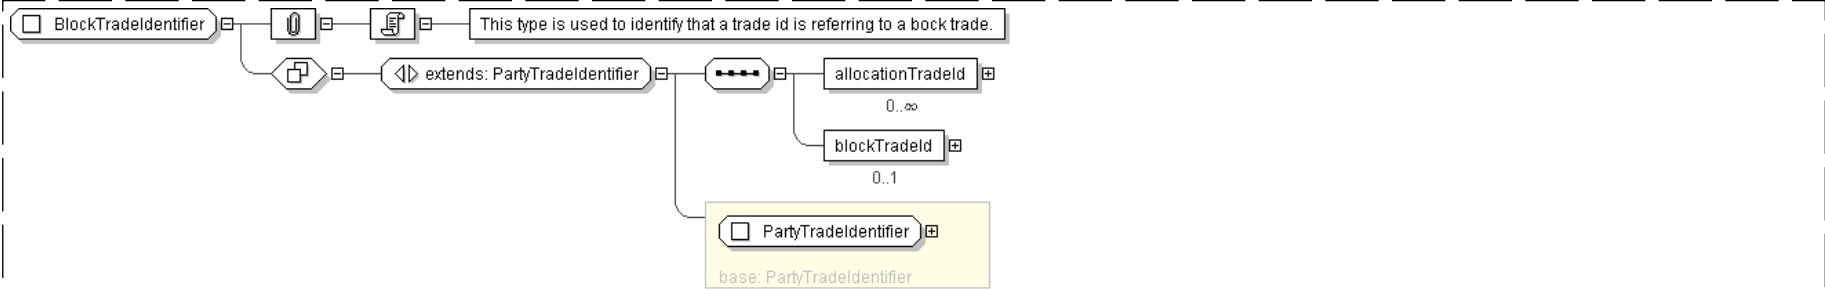 BlockTradeIdentifier
This type is used to identify that a trade id is referring to a bock trade.
extends: PartyTradeIdentifier
allocationTradeId
0..∞
blockTradeId
0..1
PartyTradeIdentifier
base: PartyTradeIdentifier